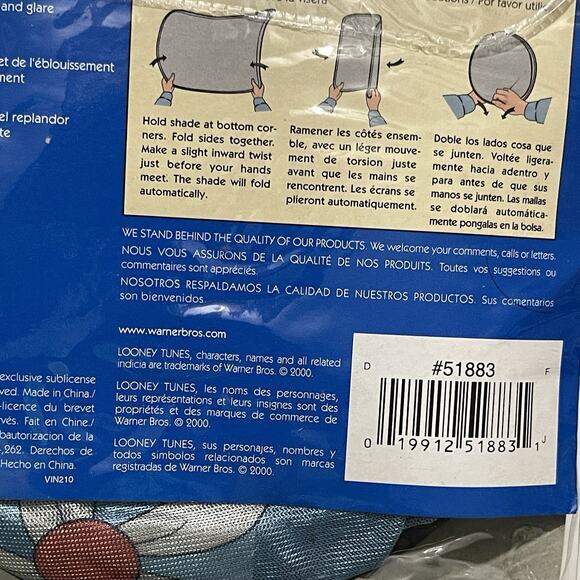 and glare
et de l'éblouissement
ment
el replandor
te
la visera
/ Por favor utili
Hold shade at bottom cor-
ners. Fold sides together.
Make a slight inward twist
just before your hands
meet. The shade will fold
automatically.
Ramener les côtés ensem-
ble, avec un léger mouve-
ment de torsion juste
avant que les mains se
rencontrent. Les écrans se
plieront automatiquement.
Doble los lados cosa que
se junten. Voltée ligera-
mente hacia adentro y
para antes de que sus
manos se junten. Las mallas
se doblará automática-
mente pongalas en la bolsa.
WE STAND BEHIND THE QUALITY OF OUR PRODUCTS. We welcome your comments, calls or letters.
NOUS VOUS ASSURONS DE LA QUALITÉ DE NOS PRODUITS. Toutes vos suggestions ou
commentaires sont appréciés.
NOSOTROS RESPALDAMOS LA CALIDAD DE NUESTROS PRODUCTOS. Sus comentarios
son bienvenidos.
www.warnerbros.com
LOONEY TUNES, characters, names and all related
indicia are trademarks of Warner Bros. © 2000.
LOONEY TUNES, les noms des personnages,
leurs représentations et leurs insignes sont des
propriétés et des marques de commerce de
Warner Bros. © 2000.
LOONEY TUNES, sus personajes, nombres y
todos símbolos relacionados son marcas
registradas de Warner Bros. © 2000.
exclusive sublicense
ved. Made in China./
-licence du brevet
vés. Fait en Chine./
bautorización de la
,262. Derechos de
Hecho en China.
VIN210
D #51883 F
0 19912 51883 1 J